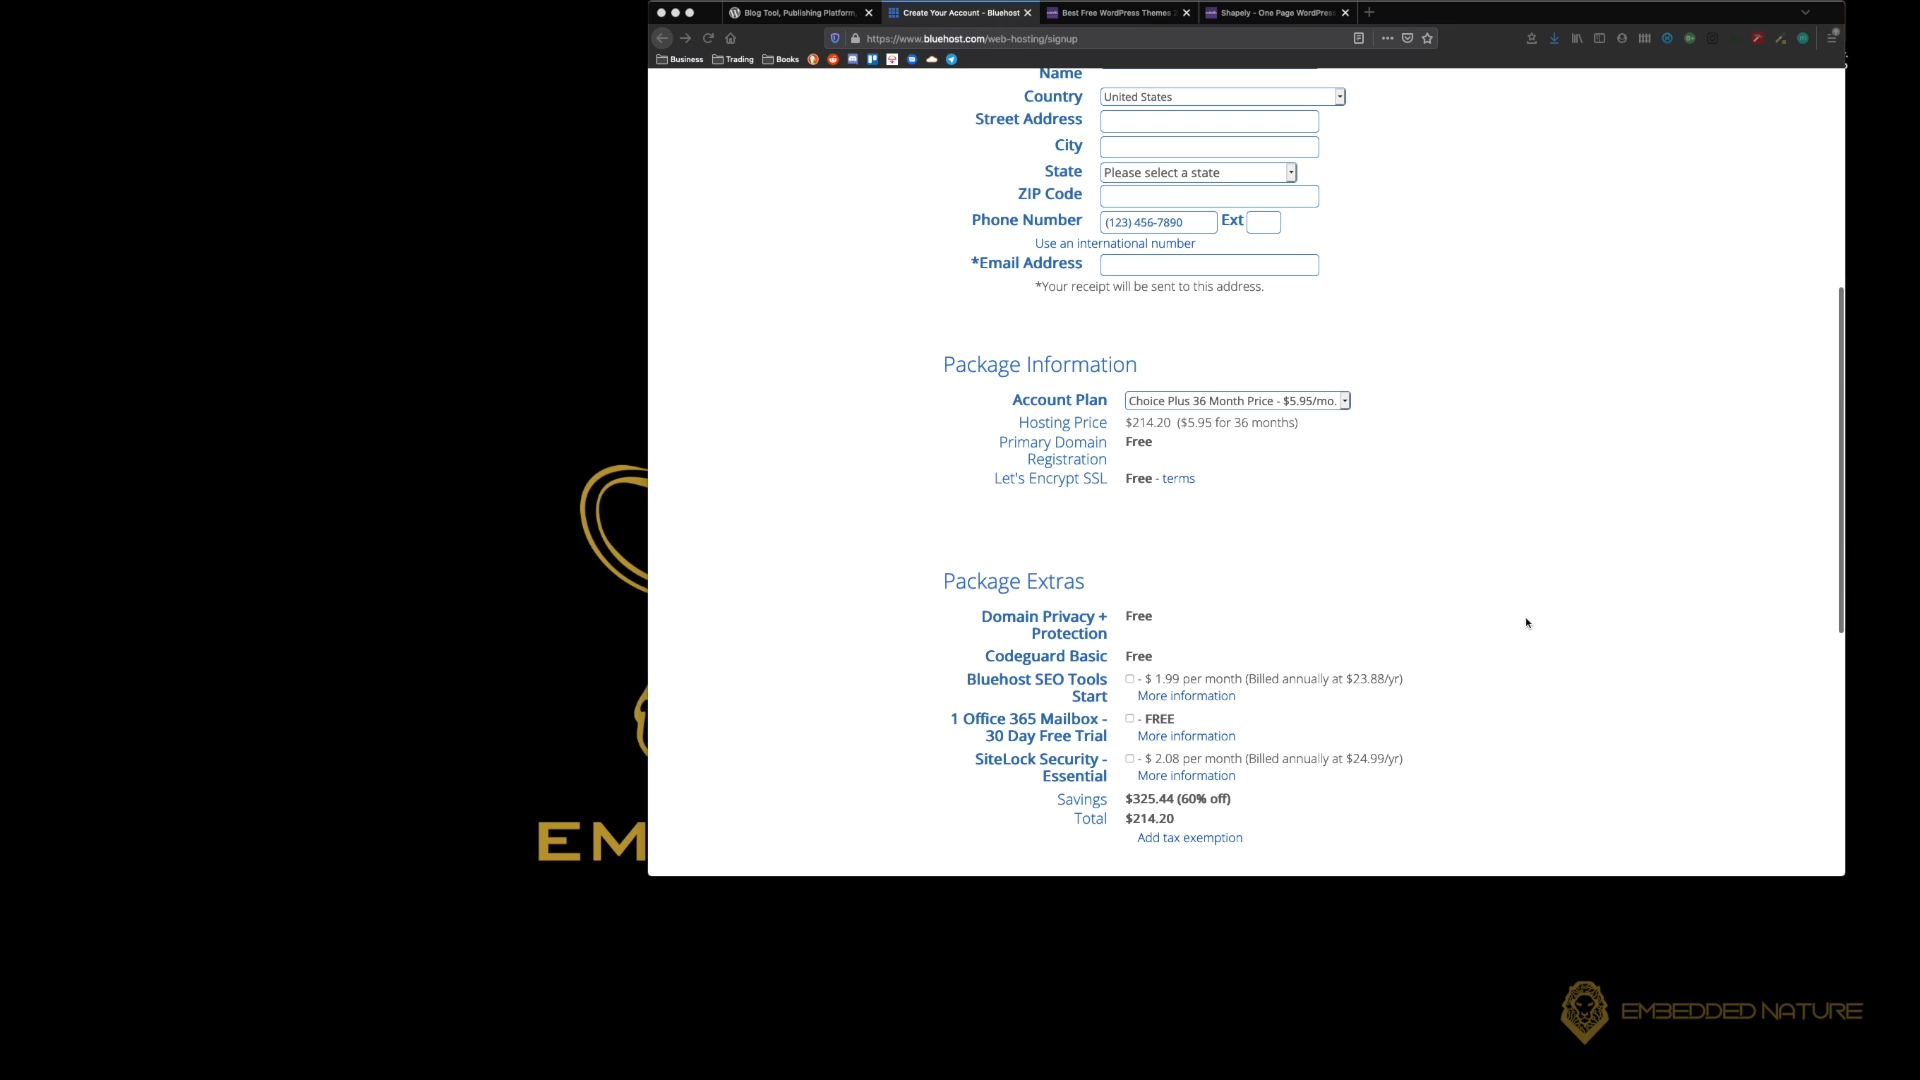 Blog Tool, Publishing Platform,
Create Your Account - Bluehost
Best Free WordPress Themes
Shapely - One Page WordPress
https://www.bluehost.com/web-hosting/signup
Business
Trading
Books
Name
Country
United States
Street Address
City
State
Please select a state
ZIP Code
Phone Number
(123) 456-7890
Ext
Use an international number
*Email Address
*Your receipt will be sent to this address.
Package Information
Account Plan
Choice Plus 36 Month Price - $5.95/mo.
Hosting Price
$214.20 ($5.95 for 36 months)
Primary Domain
Registration
Free
Let's Encrypt SSL
Free - terms
Package Extras
Domain Privacy +
Protection
Free
Codeguard Basic
Free
Bluehost SEO Tools
Start
- $ 1.99 per month (Billed annually at $23.88/yr)
More information
1 Office 365 Mailbox -
30 Day Free Trial
- FREE
More information
SiteLock Security -
Essential
- $ 2.08 per month (Billed annually at $24.99/yr)
More information
Savings
$325.44 (60% off)
Total
$214.20
Add tax exemption
EM
EMBEDDED NATURE